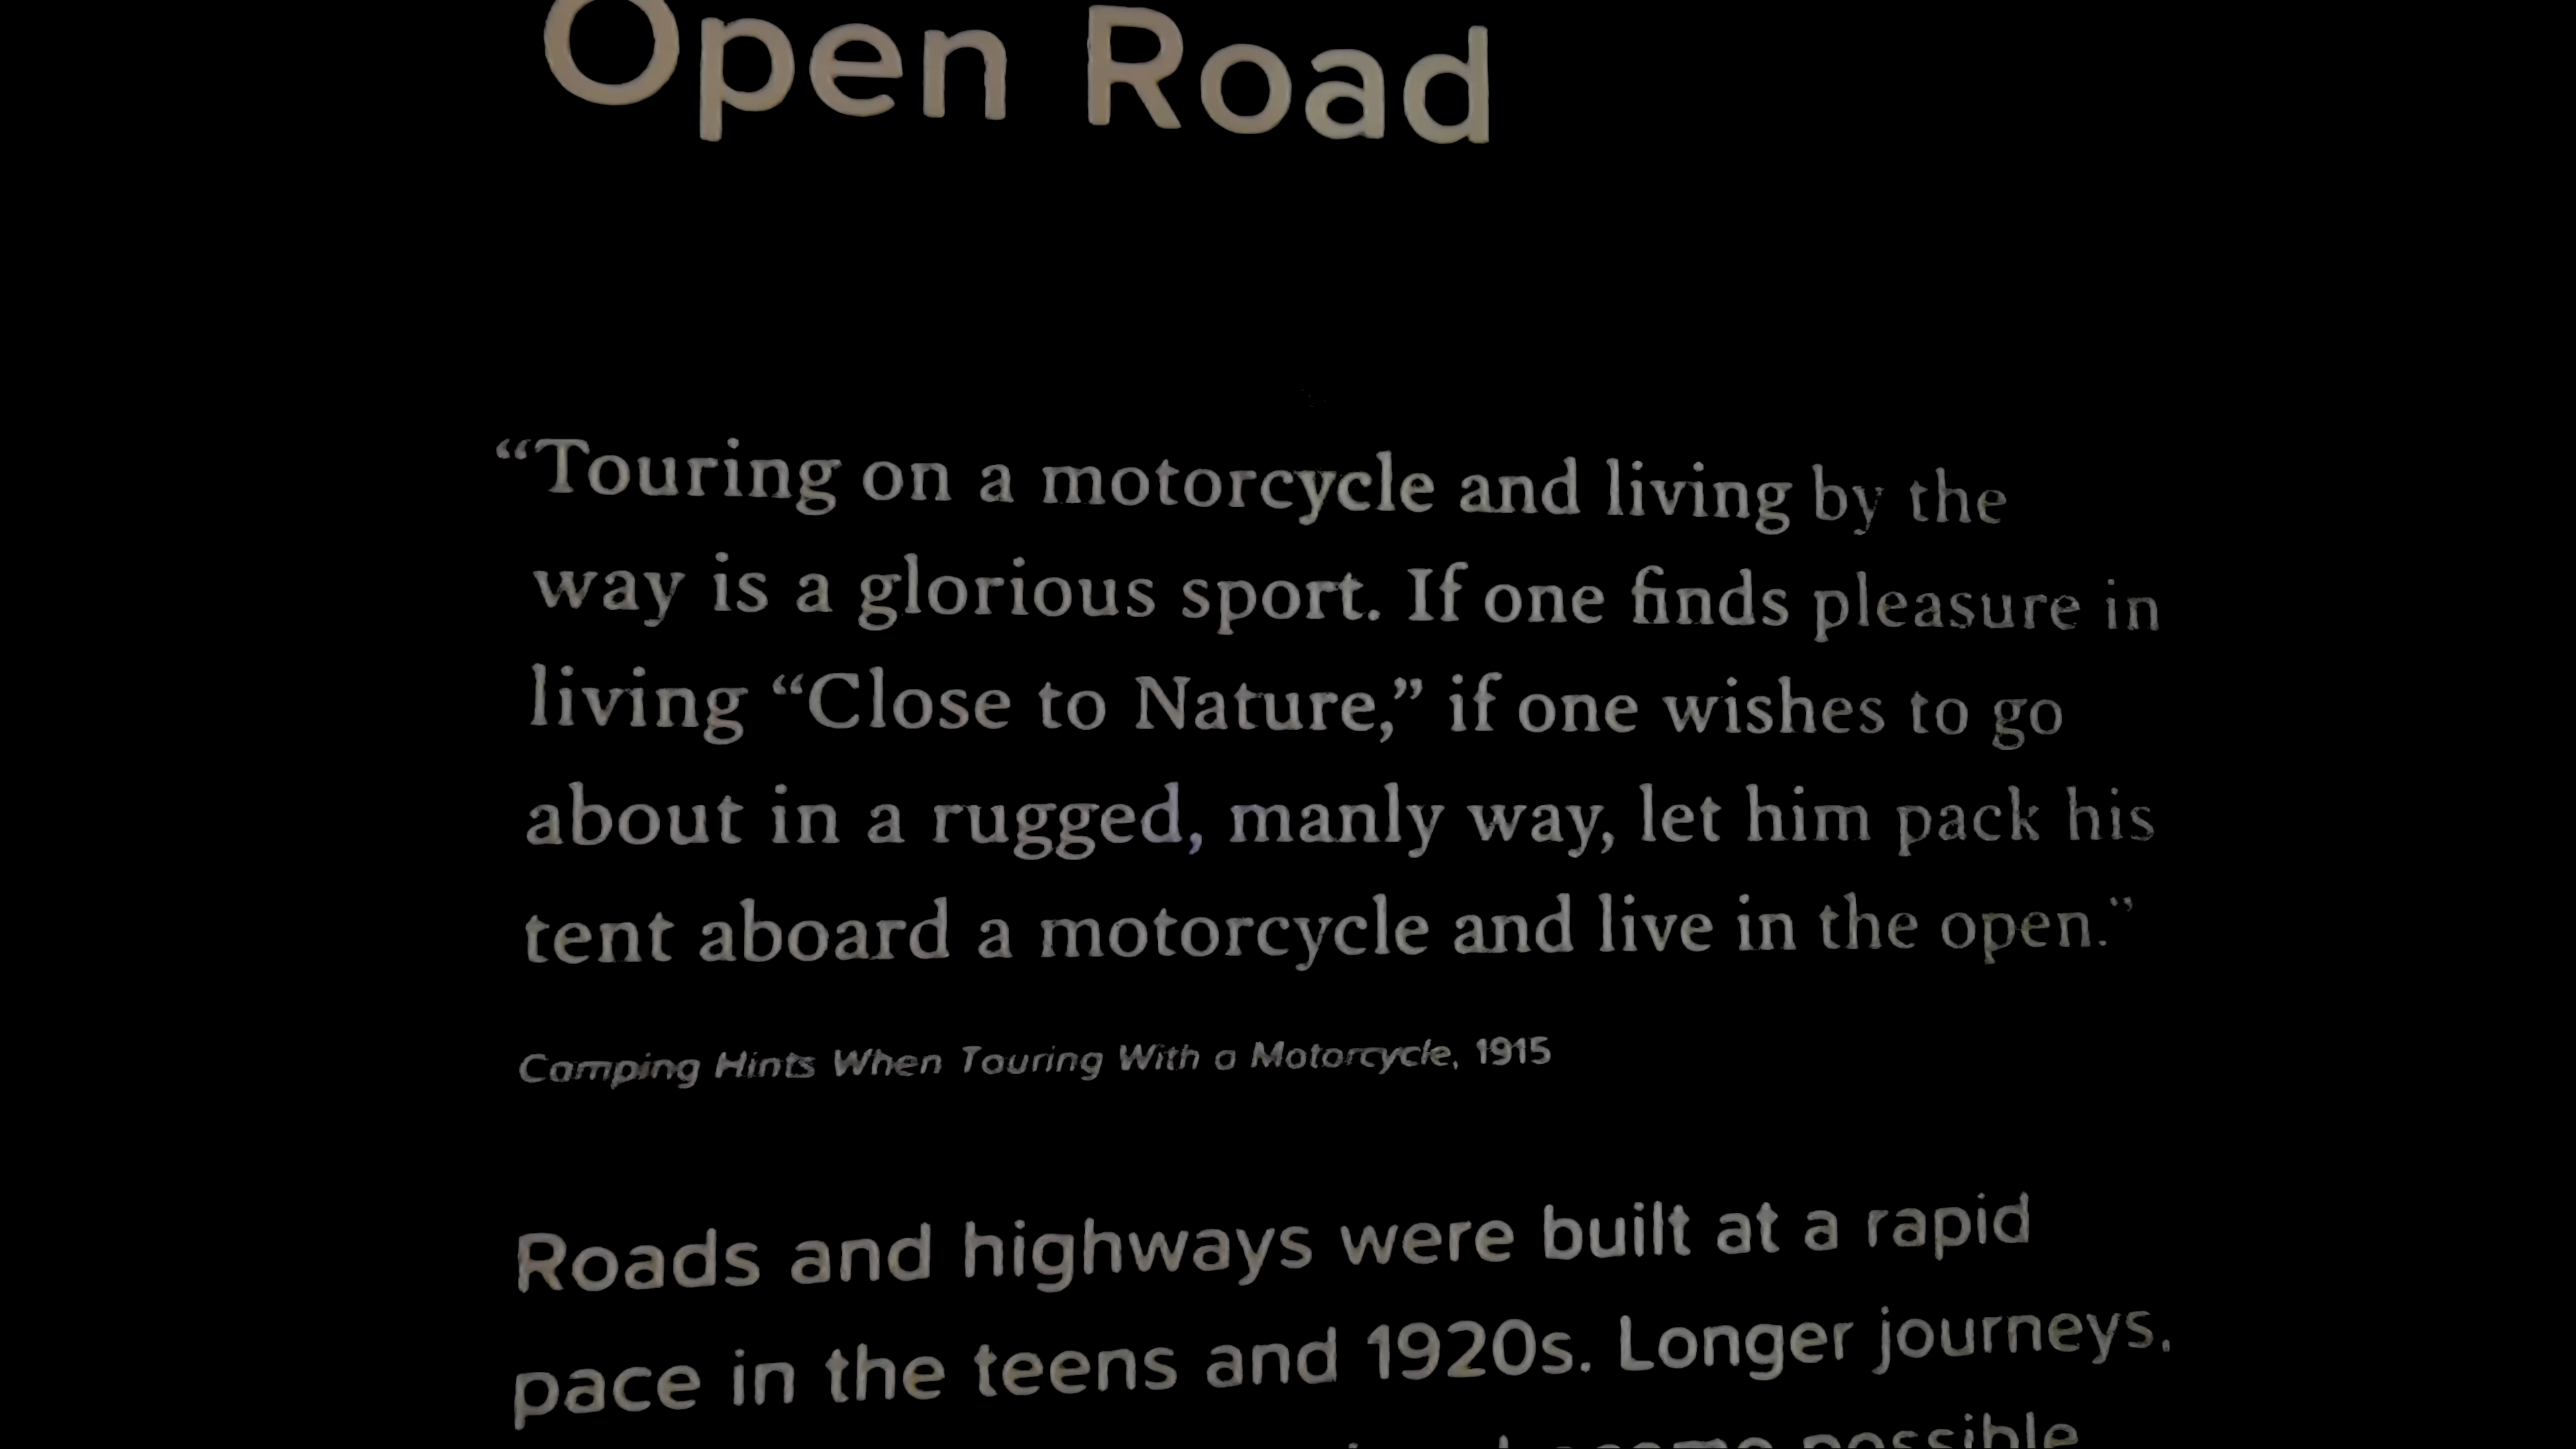 Open Road
“Touring on a motorcycle and living by the
way is a glorious sport. If one finds pleasure in
living “Close to Nature,” if one wishes to go
about in a rugged, manly way, let him pack his
tent aboard a motorcycle and live in the open.”
Camping Hints When Touring With a Motorcycle, 1915
Roads and highways were built at a rapid
pace in the teens and 1920s. Longer journeys,
possible